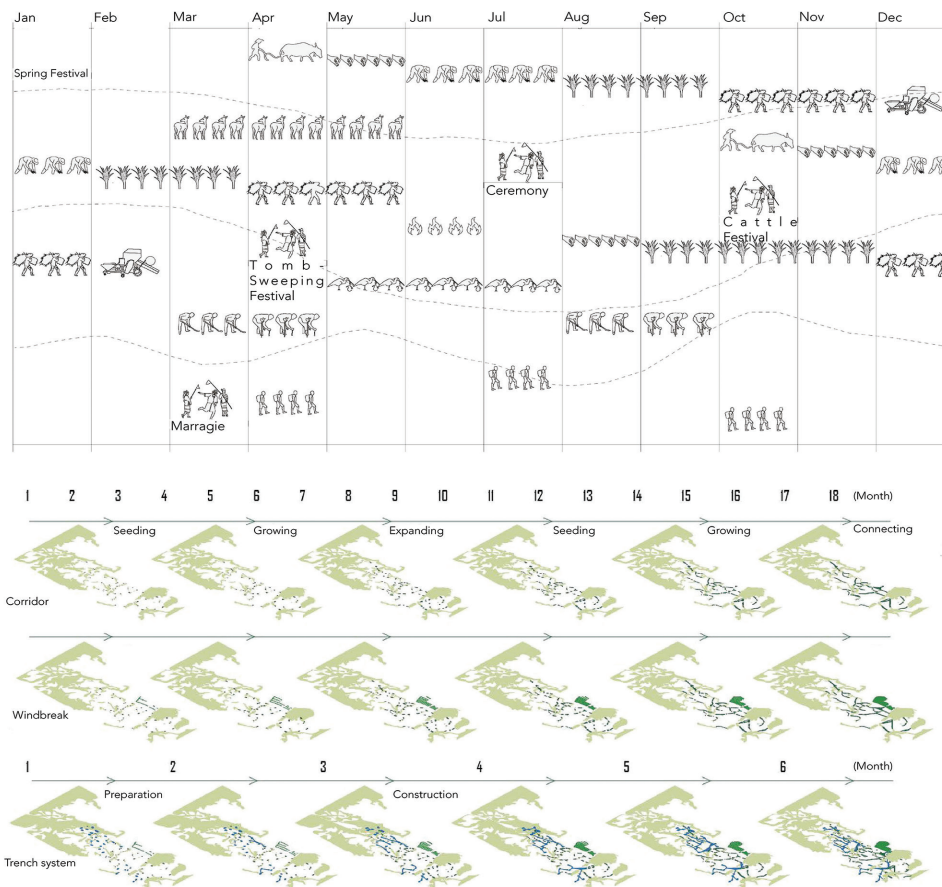 Jan Feb Mar Apr May Jun Jul Aug Sep Oct Nov Dec
Spring Festival
Ceremony
Cattle
Festival
Tomb-
Sweeping
Festival
Marragie
1 2 3 4 5 6 7 8 9 10 11 12 13 14 15 16 17 18 (Month)
Seeding Growing Expanding Seeding Growing Connecting
Corridor
Windbreak
1 2 3 4 5 6 (Month)
Preparation Construction
Trench system